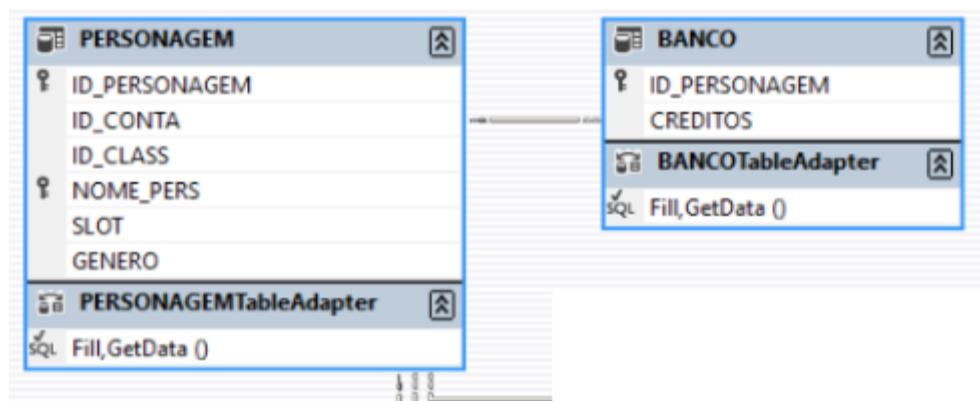 PERSONAGEM
ID_PERSONAGEM
ID_CONTA
ID_CLASS
NOME_PERS
SLOT
GENERO
PERSONAGEMTableAdapter
SQL Fill,GetData ()
BANCO
ID_PERSONAGEM
CREDITOS
BANCOTableAdapter
SQL Fill,GetData ()